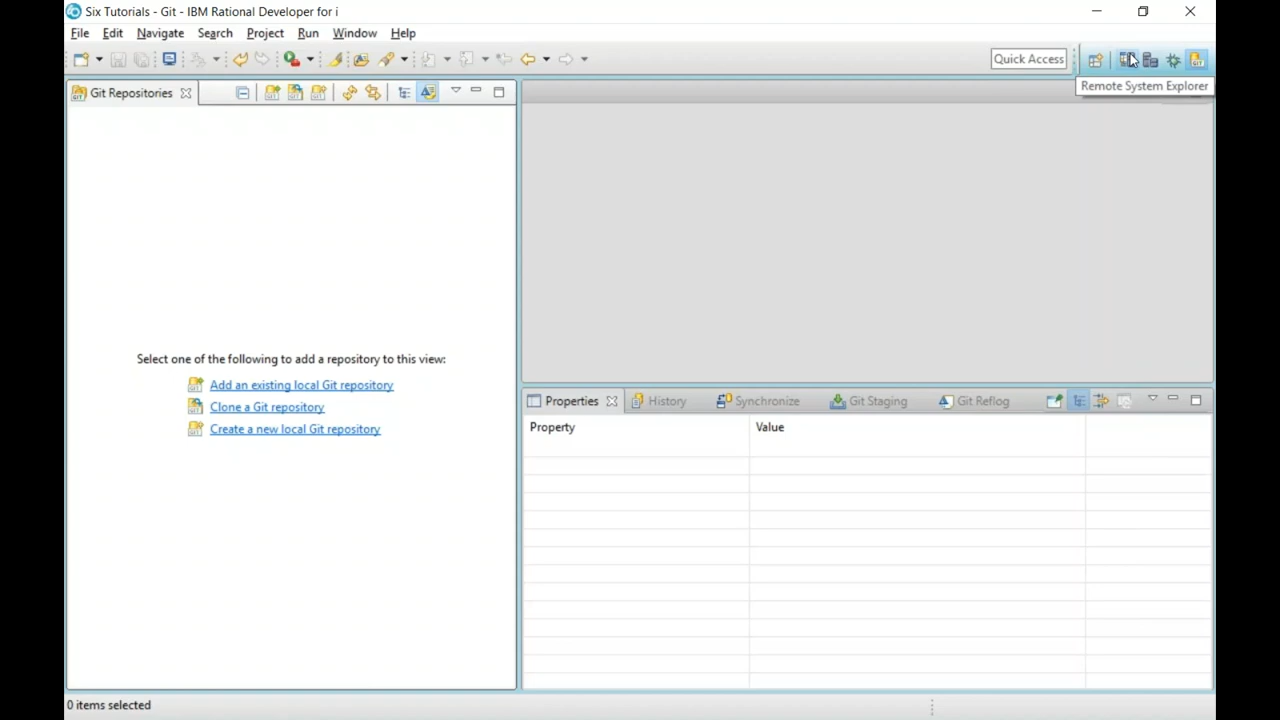 Six Tutorials - Git - IBM Rational Developer for i
File Edit Navigate Search Project Run Window Help
Quick Access
Remote System Explorer
Git Repositories
Select one of the following to add a repository to this view:
Add an existing local Git repository
Clone a Git repository
Create a new local Git repository
Properties History Synchronize Git Staging Git Reflog
Property Value
0 items selected